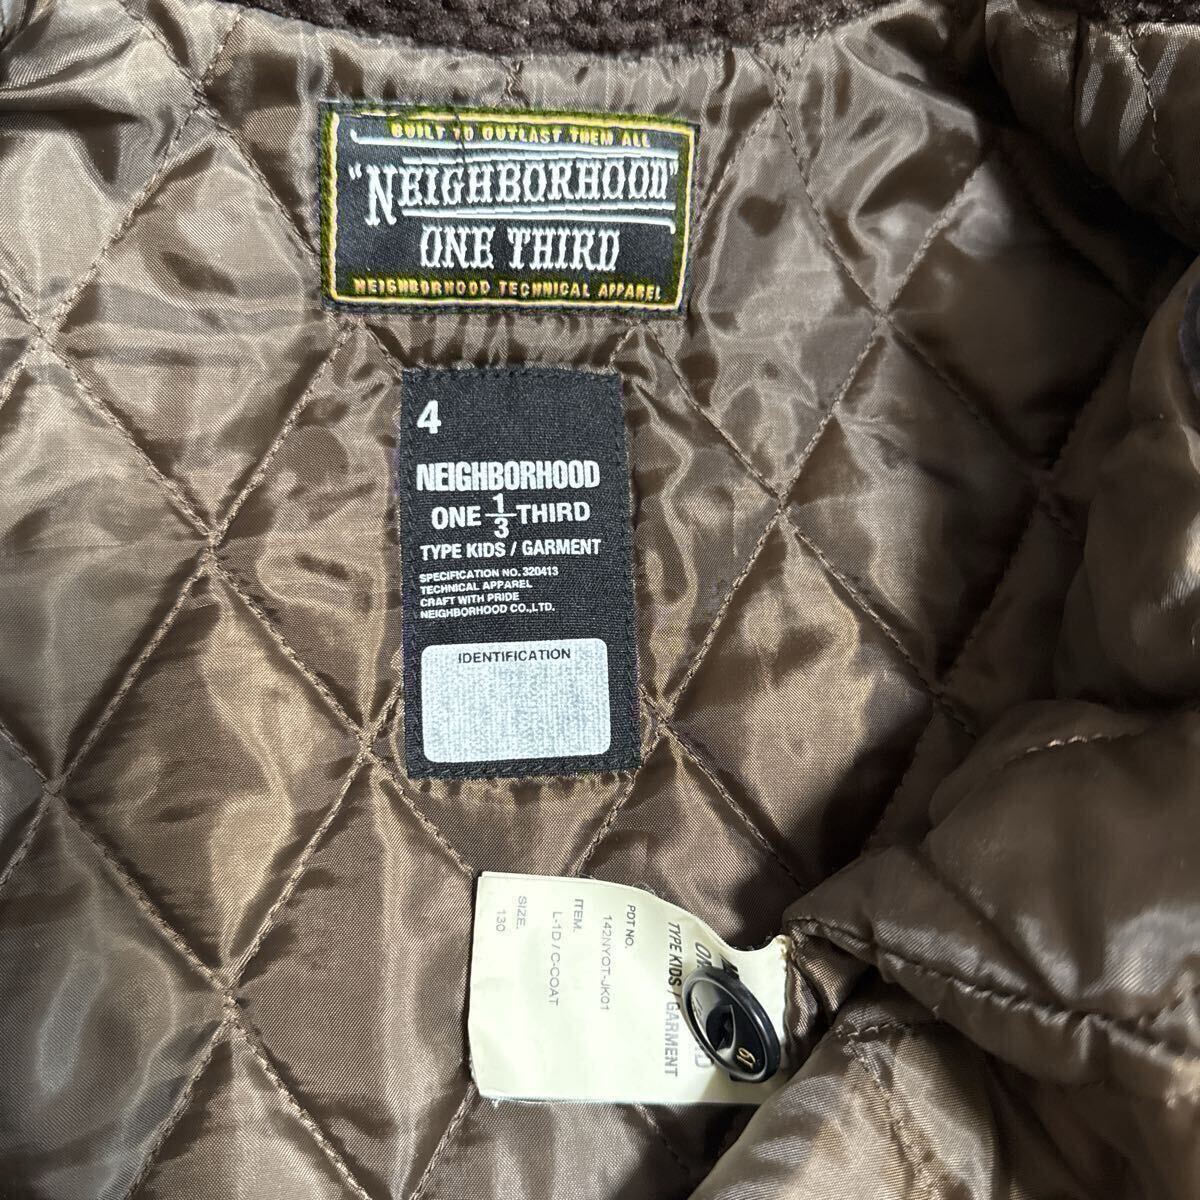 BUILT TO OUTLAST THEM ALL
"NEIGHBORHOOD"
ONE THIRD
NEIGHBORHOOD TECHNICAL APPAREL
4
NEIGHBORHOOD
ONE 1/3 THIRD
TYPE KIDS / GARMENT
SPECIFICATION NO. 320413
TECHNICAL APPAREL
CRAFT WITH PRIDE
NEIGHBORHOOD CO.,LTD.
IDENTIFICATION
TYPE KIDS / GARMENT
PDT NO.
142NYOT-JK01
ITEM.
L-1D / C-COAT
SIZE.
130